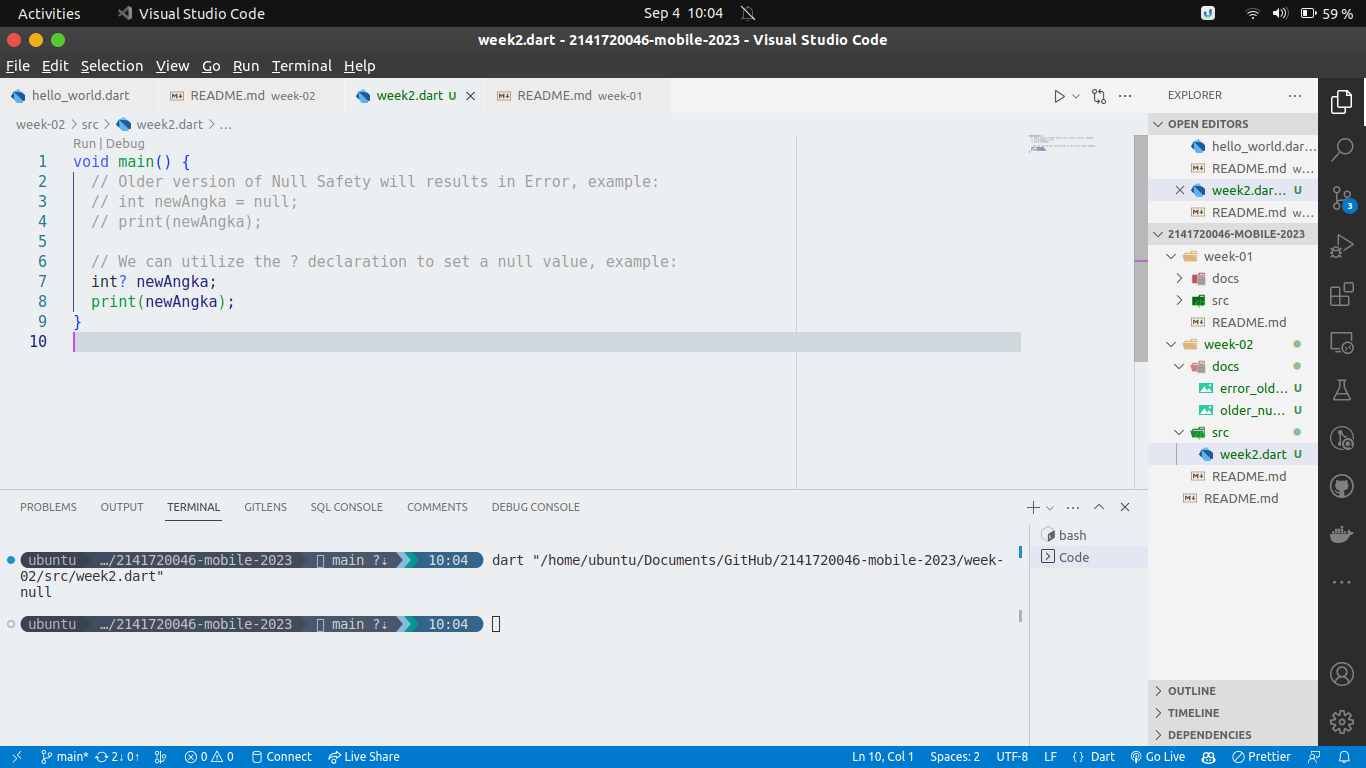 Activities Visual Studio Code Sep 4 10:04 59 %
week2.dart - 2141720046-mobile-2023 - Visual Studio Code
File Edit Selection View Go Run Terminal Help
hello_world.dart README.md week-02 week2.dart U README.md week-01
week-02 > src > week2.dart > ...
Run | Debug
1 void main() {
2 // Older version of Null Safety will results in Error, example:
3 // int newAngka = null;
4 // print(newAngka);
5
6 // We can utilize the ? declaration to set a null value, example:
7 int? newAngka;
8 print(newAngka);
9 }
10
EXPLORER
OPEN EDITORS
hello_world.dar...
README.md w...
week2.dar... U
README.md w...
2141720046-MOBILE-2023
week-01
docs
src
README.md
week-02
docs
error_old... U
older_nu... U
src
week2.dart U
README.md
README.md
OUTLINE
TIMELINE
DEPENDENCIES
3
PROBLEMS OUTPUT TERMINAL GITLENS SQL CONSOLE COMMENTS DEBUG CONSOLE
ubuntu …/2141720046-mobile-2023 main ?↓ 10:04 dart "/home/ubuntu/Documents/GitHub/2141720046-mobile-2023/week-
02/src/week2.dart"
null
ubuntu …/2141720046-mobile-2023 main ?↓ 10:04
bash
Code
main* 2↓ 0↑ 0 0 Connect Live Share Ln 10, Col 1 Spaces: 2 UTF-8 LF { } Dart Go Live Prettier